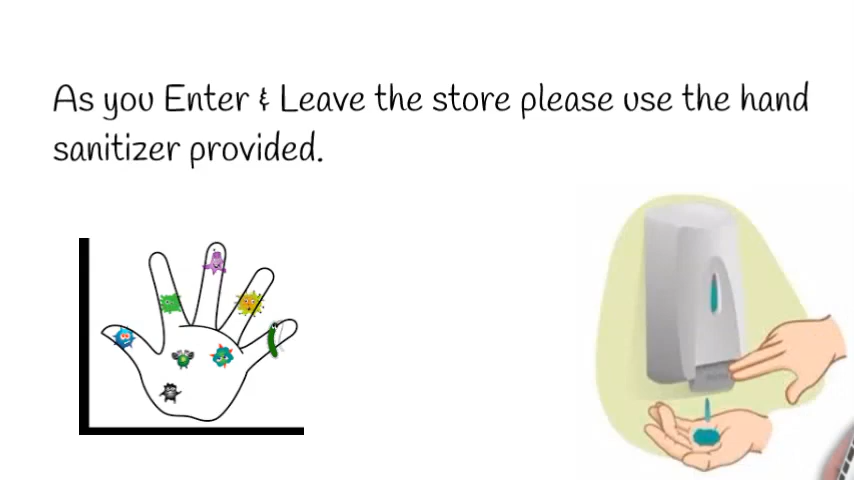 As you Enter & Leave the store please use the hand
sanitizer provided.